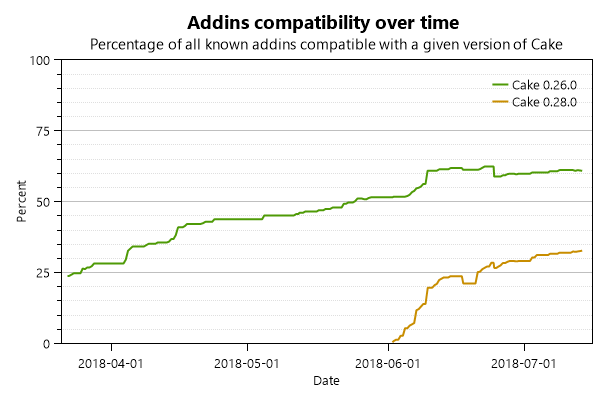 Addins compatibility over time
Percentage of all known addins compatible with a given version of Cake
100
Cake 0.26.0
Cake 0.28.0
75
50
25
0
Percent
2018-04-01 2018-05-01 2018-06-01 2018-07-01
Date